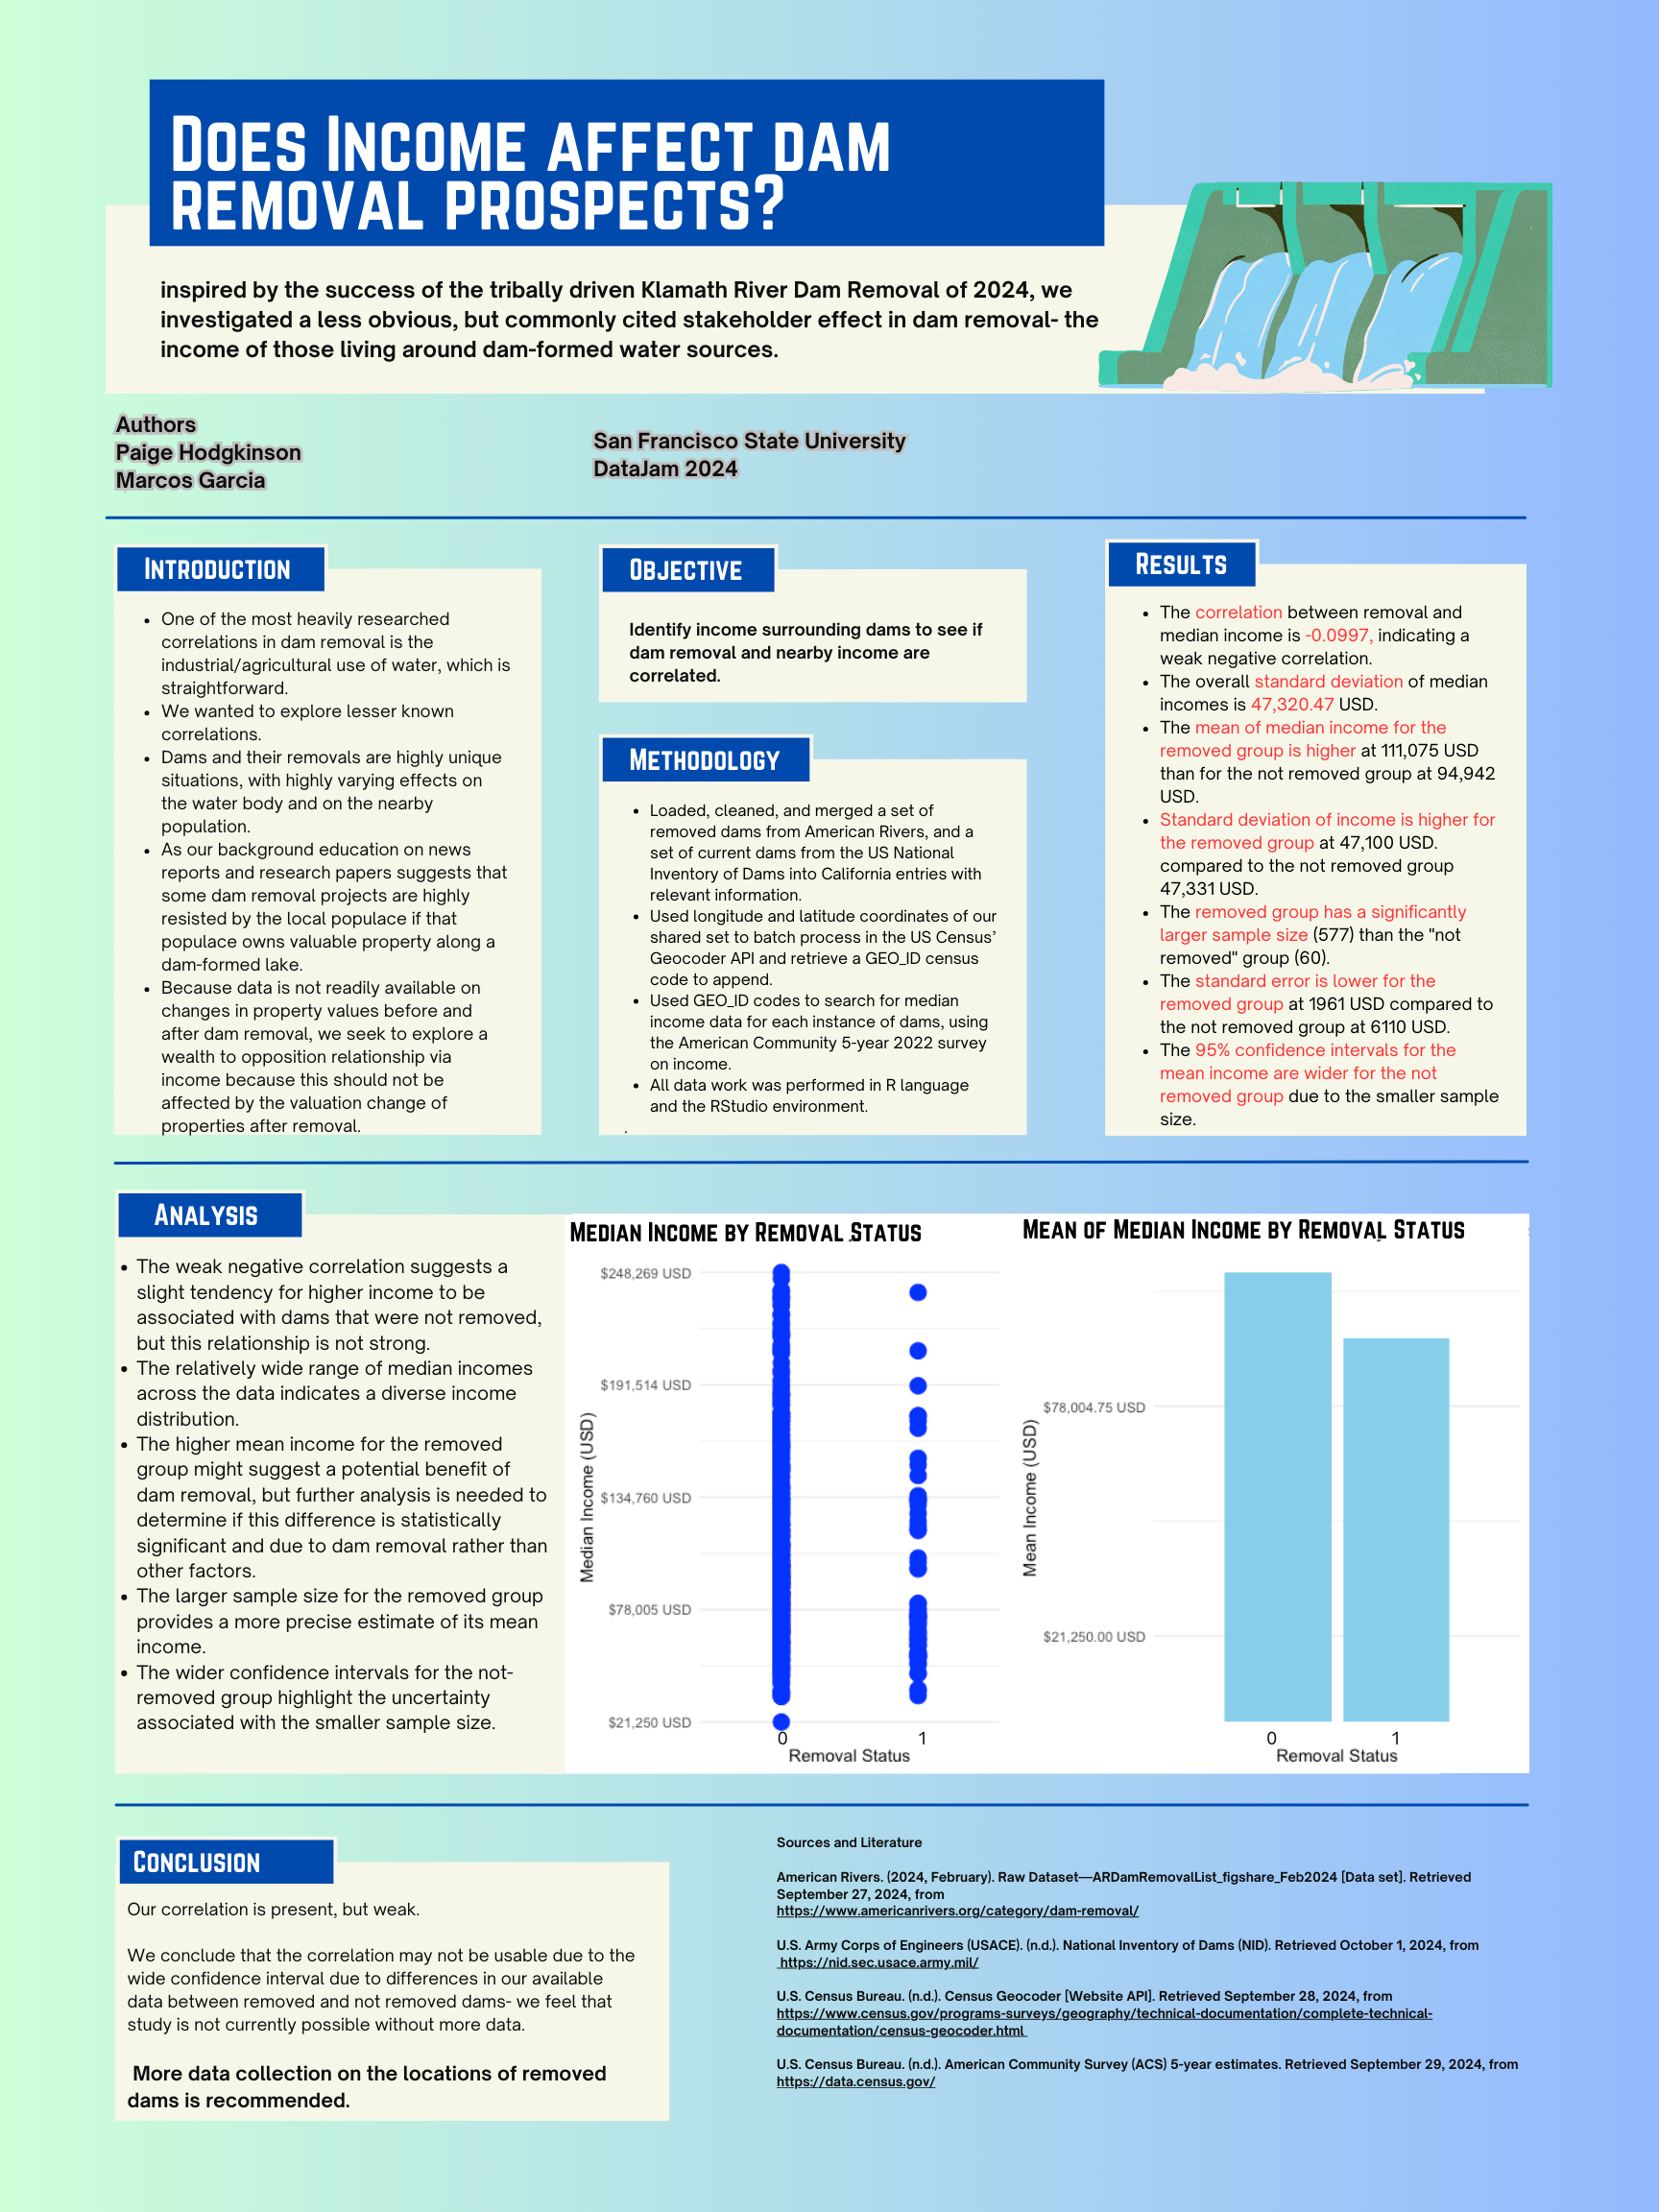 Does Income affect dam
removal prospects?
inspired by the success of the tribally driven Klamath River Dam Removal of 2024, we
investigated a less obvious, but commonly cited stakeholder effect in dam removal- the
income of those living around dam-formed water sources.
Authors
Paige Hodgkinson
Marcos Garcia
San Francisco State University
DataJam 2024
Introduction
• One of the most heavily researched
correlations in dam removal is the
industrial/agricultural use of water, which is
straightforward.
• We wanted to explore lesser known
correlations.
• Dams and their removals are highly unique
situations, with highly varying effects on
the water body and on the nearby
population.
• As our background education on news
reports and research papers suggests that
some dam removal projects are highly
resisted by the local populace if that
populace owns valuable property along a
dam-formed lake.
• Because data is not readily available on
changes in property values before and
after dam removal, we seek to explore a
wealth to opposition relationship via
income because this should not be
affected by the valuation change of
properties after removal.
Objective
Identify income surrounding dams to see if
dam removal and nearby income are
correlated.
Methodology
• Loaded, cleaned, and merged a set of
removed dams from American Rivers, and a
set of current dams from the US National
Inventory of Dams into California entries with
relevant information.
• Used longitude and latitude coordinates of our
shared set to batch process in the US Census’
Geocoder API and retrieve a GEO_ID census
code to append.
• Used GEO_ID codes to search for median
income data for each instance of dams, using
the American Community 5-year 2022 survey
on income.
• All data work was performed in R language
and the RStudio environment.
.
Results
• The correlation between removal and
median income is -0.0997, indicating a
weak negative correlation.
• The overall standard deviation of median
incomes is 47,320.47 USD.
• The mean of median income for the
removed group is higher at 111,075 USD
than for the not removed group at 94,942
USD.
• Standard deviation of income is higher for
the removed group at 47,100 USD.
compared to the not removed group
47,331 USD.
• The removed group has a significantly
larger sample size (577) than the "not
removed" group (60).
• The standard error is lower for the
removed group at 1961 USD compared to
the not removed group at 6110 USD.
• The 95% confidence intervals for the
mean income are wider for the not
removed group due to the smaller sample
size.
Analysis
• The weak negative correlation suggests a
slight tendency for higher income to be
associated with dams that were not removed,
but this relationship is not strong.
• The relatively wide range of median incomes
across the data indicates a diverse income
distribution.
• The higher mean income for the removed
group might suggest a potential benefit of
dam removal, but further analysis is needed to
determine if this difference is statistically
significant and due to dam removal rather than
other factors.
• The larger sample size for the removed group
provides a more precise estimate of its mean
income.
• The wider confidence intervals for the not-
removed group highlight the uncertainty
associated with the smaller sample size.
Median Income by Removal Status
$248,269 USD
$191,514 USD
$134,760 USD
$78,005 USD
$21,250 USD
Median Income (USD)
0 1
Removal Status
Mean of Median Income by Removal Status
$78,004.75 USD
$21,250.00 USD
Mean Income (USD)
0 1
Removal Status
Conclusion
Our correlation is present, but weak.
We conclude that the correlation may not be usable due to the
wide confidence interval due to differences in our available
data between removed and not removed dams- we feel that
study is not currently possible without more data.
More data collection on the locations of removed
dams is recommended.
Sources and Literature
American Rivers. (2024, February). Raw Dataset—ARDamRemovalList_figshare_Feb2024 [Data set]. Retrieved
September 27, 2024, from
https://www.americanrivers.org/category/dam-removal/
U.S. Army Corps of Engineers (USACE). (n.d.). National Inventory of Dams (NID). Retrieved October 1, 2024, from
https://nid.sec.usace.army.mil/
U.S. Census Bureau. (n.d.). Census Geocoder [Website API]. Retrieved September 28, 2024, from
https://www.census.gov/programs-surveys/geography/technical-documentation/complete-technical-
documentation/census-geocoder.html
U.S. Census Bureau. (n.d.). American Community Survey (ACS) 5-year estimates. Retrieved September 29, 2024, from
https://data.census.gov/